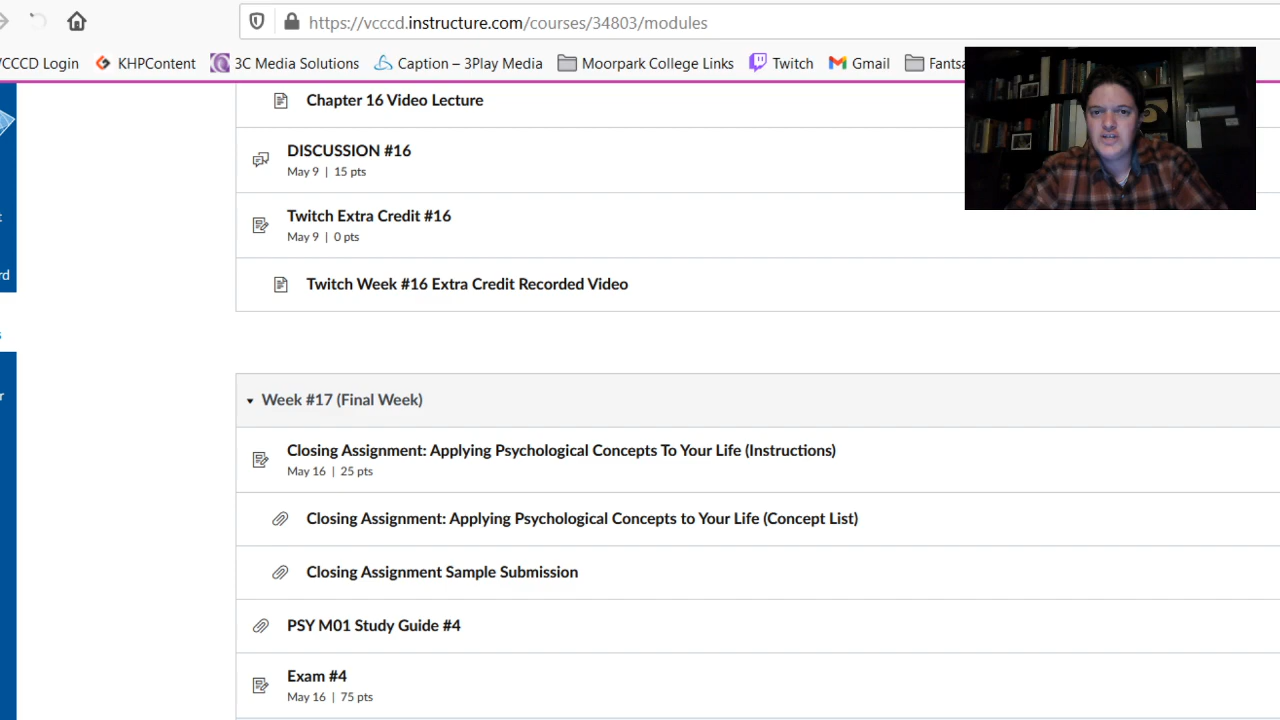 https://vcccd.instructure.com/courses/34803/modules
VCCCD Login KHPContent 3C Media Solutions Caption – 3Play Media Moorpark College Links Twitch Gmail Fantsa
Chapter 16 Video Lecture
DISCUSSION #16
May 9 | 15 pts
Twitch Extra Credit #16
May 9 | 0 pts
rd
Twitch Week #16 Extra Credit Recorded Video
s
r
Week #17 (Final Week)
Closing Assignment: Applying Psychological Concepts To Your Life (Instructions)
May 16 | 25 pts
Closing Assignment: Applying Psychological Concepts to Your Life (Concept List)
Closing Assignment Sample Submission
PSY M01 Study Guide #4
Exam #4
May 16 | 75 pts